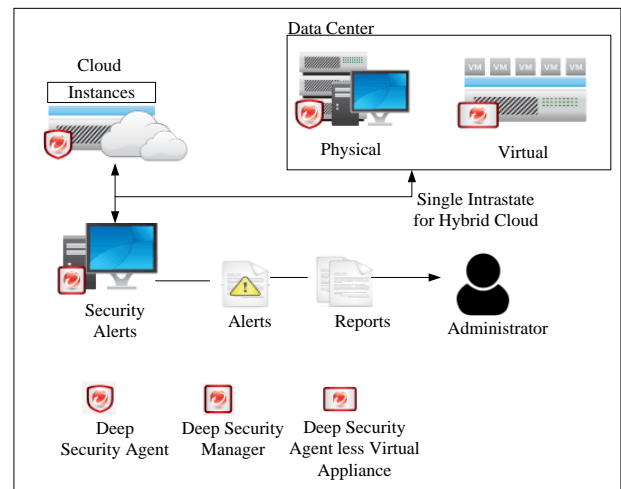 Data Center
Cloud
Instances
VM VM VM VM VM
Physical
Virtual
Single Intrastate
for Hybrid Cloud
Security
Alerts
Alerts
Reports
Administrator
Deep
Security Agent
Deep Security
Manager
Deep Security
Agent less Virtual
Appliance